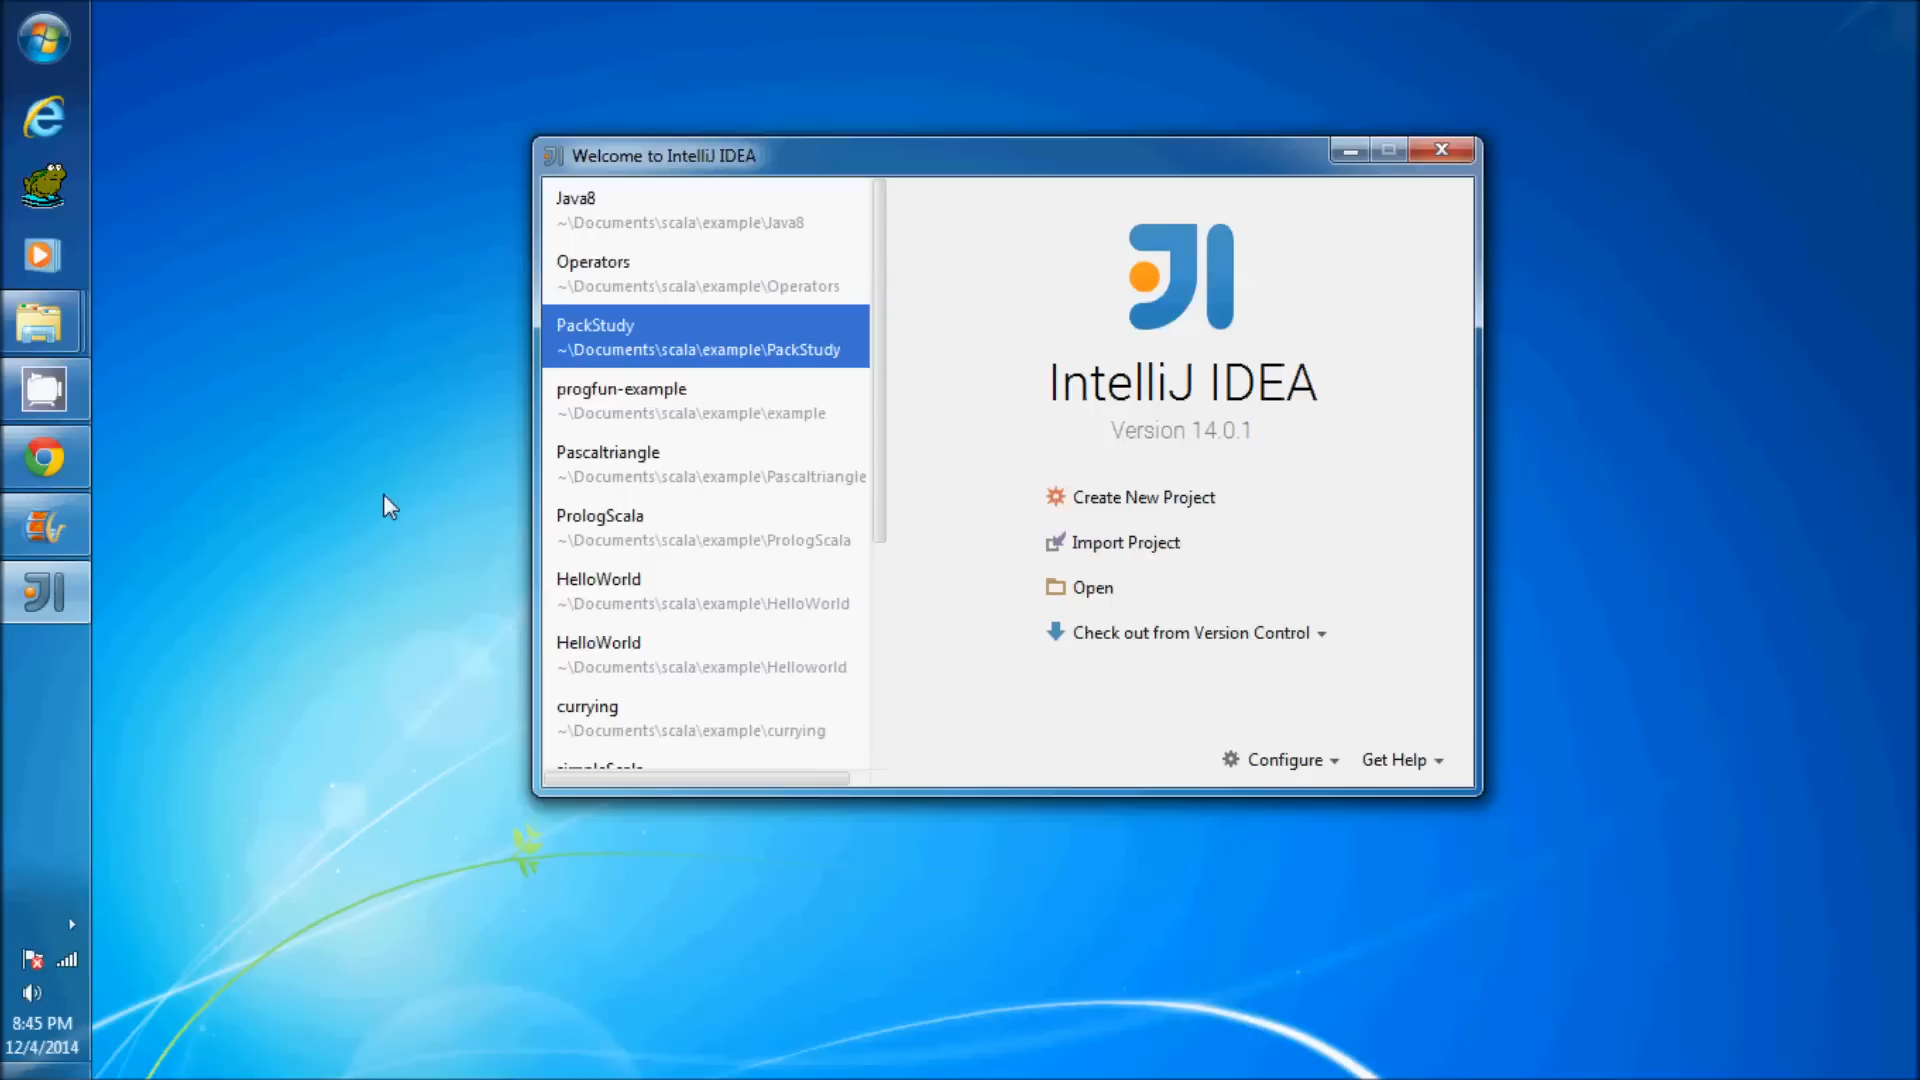 Welcome to IntelliJ IDEA
Java8
~\Documents\scala\example\Java8
Operators
~\Documents\scala\example\Operators
PackStudy
~\Documents\scala\example\PackStudy
progfun-example
~\Documents\scala\example\example
Pascaltriangle
~\Documents\scala\example\Pascaltriangle
PrologScala
~\Documents\scala\example\PrologScala
HelloWorld
~\Documents\scala\example\HelloWorld
HelloWorld
~\Documents\scala\example\Helloworld
currying
~\Documents\scala\example\currying
IntelliJ IDEA
Version 14.0.1
Create New Project
Import Project
Open
Check out from Version Control
Configure
Get Help
8:45 PM
12/4/2014